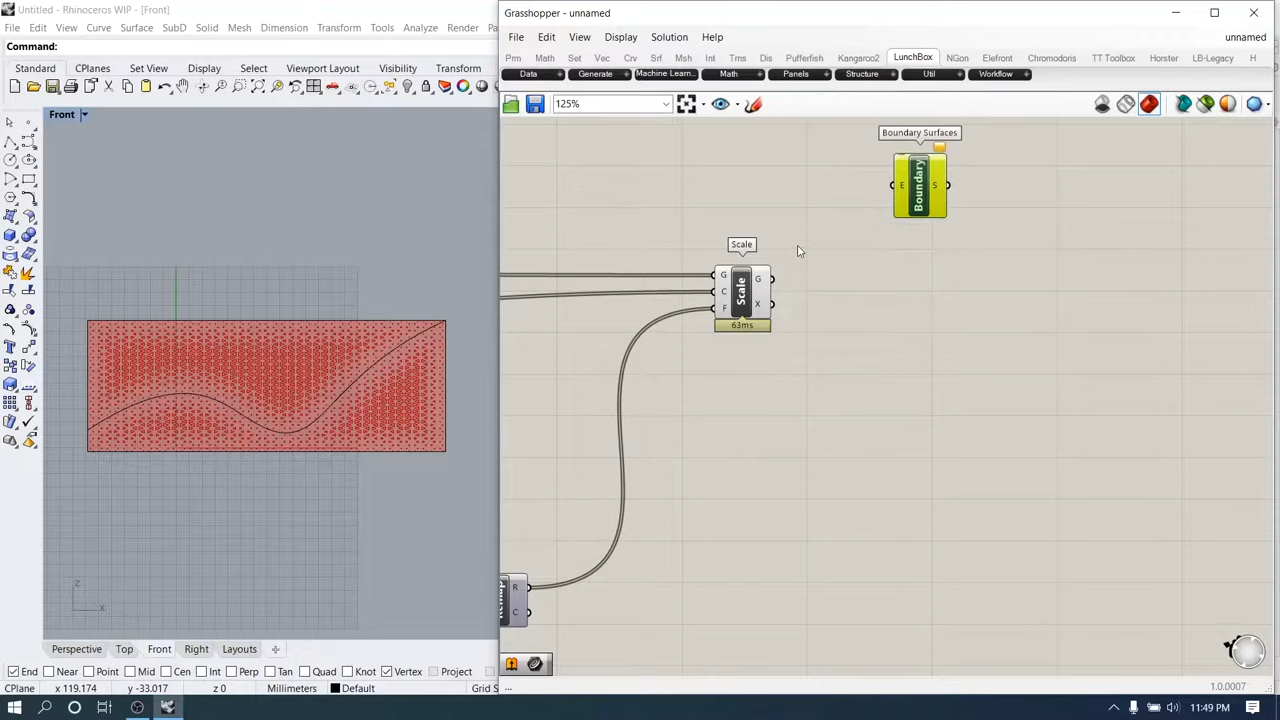 Untitled - Rhinoceros WIP - [Front]
File Edit View Curve Surface SubD Solid Mesh Dimension Transform Tools Analyze Render
Command:
Standard CPlanes Set View Display Select Viewport Layout Visibility
Front
z
x
Perspective Top Front Right Layouts
End Near Point Mid Cen Int Perp Tan Quad Knot Vertex Project
CPlane x 119.174 y -33.017 z 0 Millimeters Default Grid S
Grasshopper - unnamed
File Edit View Display Solution Help unnamed
Prm Math Set Vec Crv Srf Msh Int Trns Dis Pufferfish Kangaroo2 LunchBox NGon Elefront Chromodoris TT Toolbox Horster LB-Legacy H
Data Generate Machine Learn... Math Panels Structure Util Workflow
125%
Boundary Surfaces
E Boundary S
Scale
G C F Scale G X
63ms
Remap R C
...
1.0.0007
11:49 PM